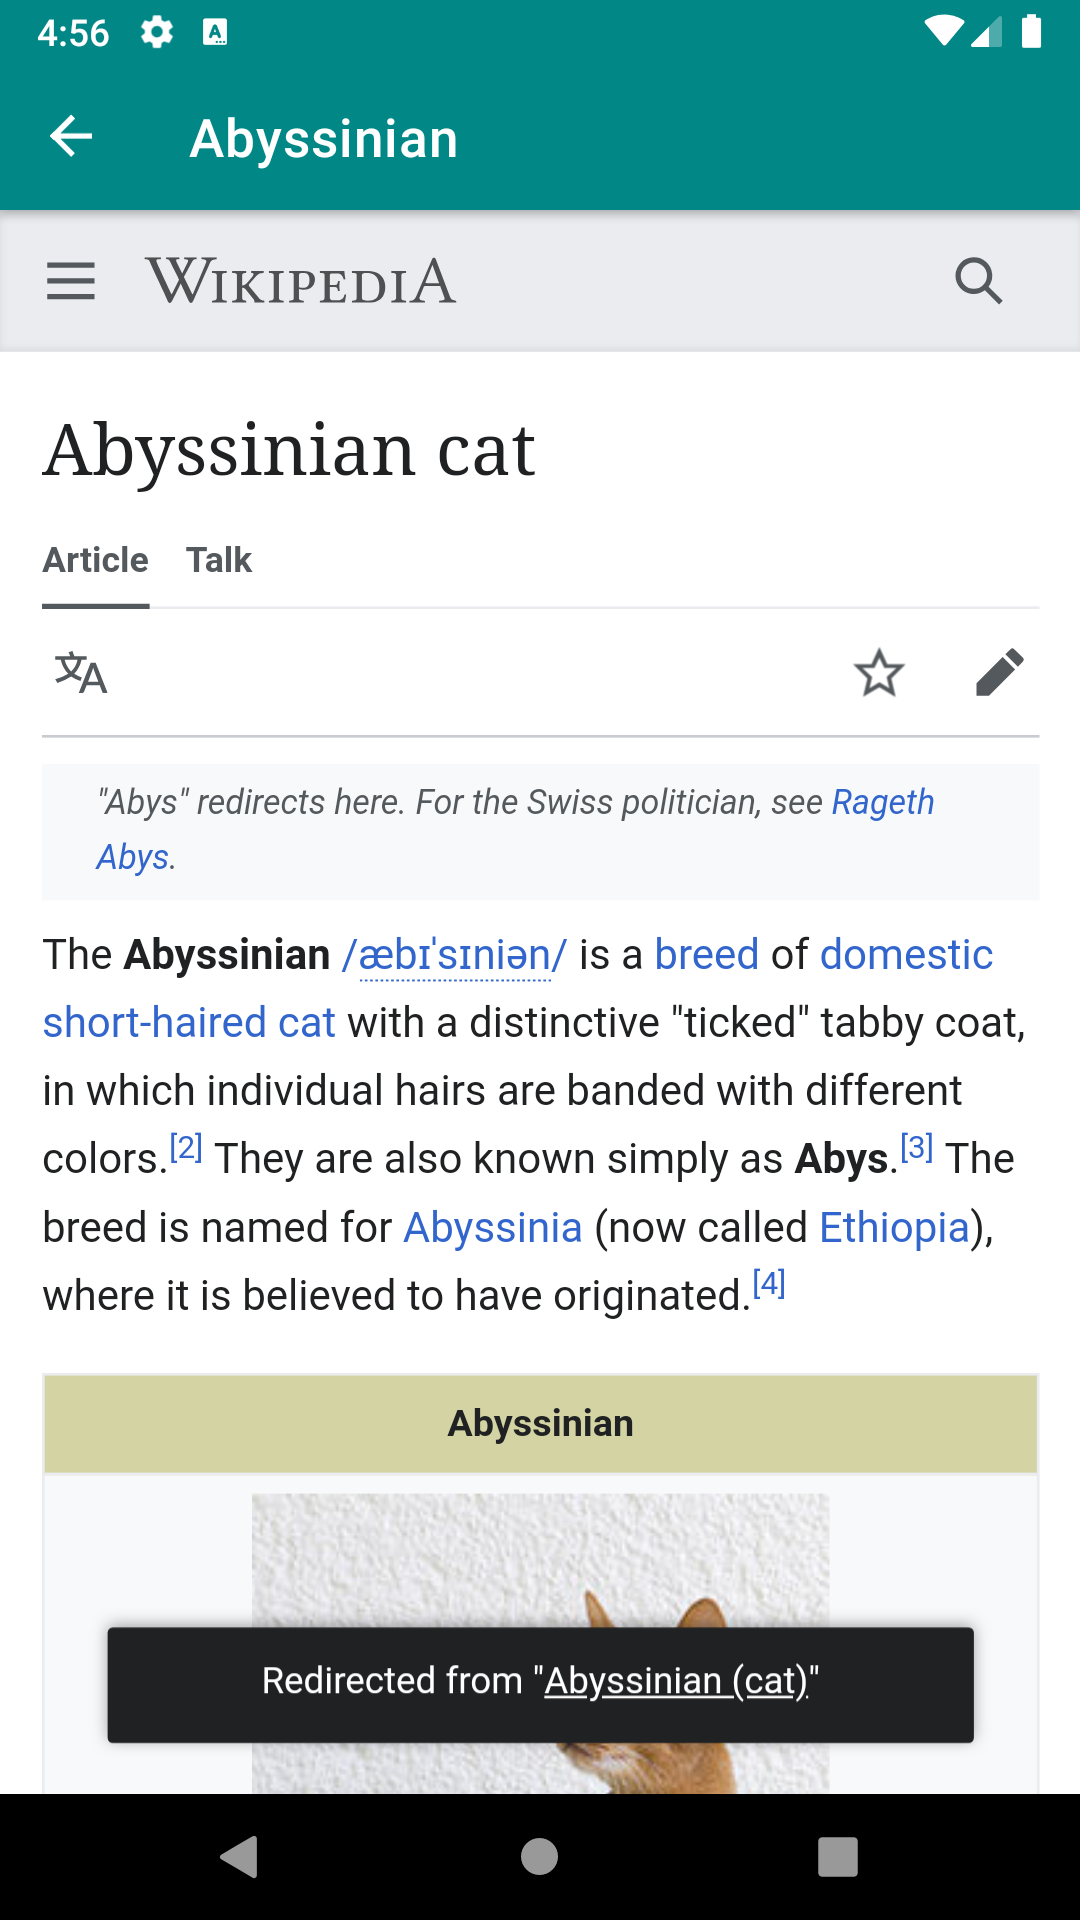 4:56
Abyssinian
WIKIPEDIA
Abyssinian cat
Article Talk
"Abys" redirects here. For the Swiss politician, see Rageth
Abys.
The Abyssinian /æbɪˈsɪniən/ is a breed of domestic
short-haired cat with a distinctive "ticked" tabby coat,
in which individual hairs are banded with different
colors.[2] They are also known simply as Abys.[3] The
breed is named for Abyssinia (now called Ethiopia),
where it is believed to have originated.[4]
Abyssinian
Redirected from "Abyssinian (cat)"